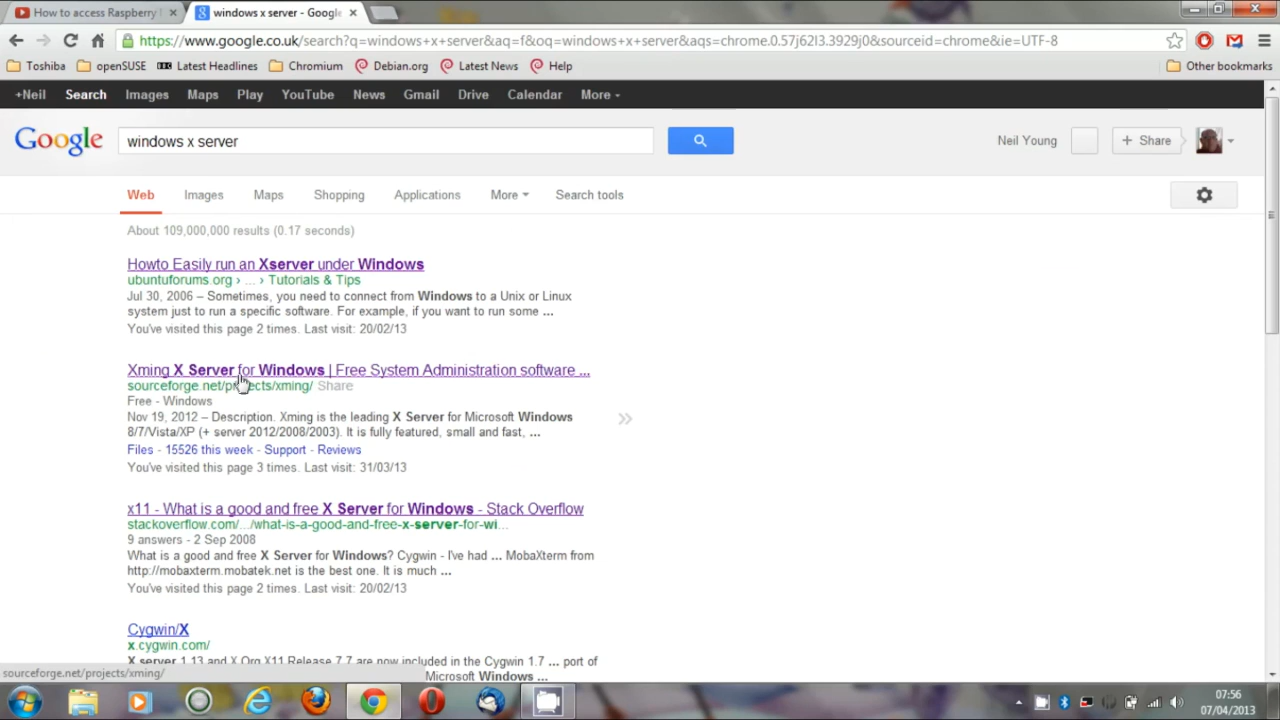 How to access Raspberry
windows x server - Google
https://www.google.co.uk/search?q=windows+x+server&aq=f&oq=windows+x+server&aqs=chrome.0.57j62l3.3929j0&sourceid=chrome&ie=UTF-8
Toshiba openSUSE Latest Headlines Chromium Debian.org Latest News Help Other bookmarks
+Neil Search Images Maps Play YouTube News Gmail Drive Calendar More
Google windows x server Neil Young + Share
Web Images Maps Shopping Applications More Search tools
About 109,000,000 results (0.17 seconds)
Howto Easily run an Xserver under Windows
ubuntuforums.org › ... › Tutorials & Tips
Jul 30, 2006 – Sometimes, you need to connect from Windows to a Unix or Linux
system just to run a specific software. For example, if you want to run some ...
You've visited this page 2 times. Last visit: 20/02/13
Xming X Server for Windows | Free System Administration software ...
sourceforge.net/projects/xming/ Share
Free - Windows
Nov 19, 2012 – Description. Xming is the leading X Server for Microsoft Windows
8/7/Vista/XP (+ server 2012/2008/2003). It is fully featured, small and fast, ...
Files - 15526 this week - Support - Reviews
You've visited this page 3 times. Last visit: 31/03/13
x11 - What is a good and free X Server for Windows - Stack Overflow
stackoverflow.com/.../what-is-a-good-and-free-x-server-for-wi...
9 answers - 2 Sep 2008
What is a good and free X Server for Windows? Cygwin - I've had ... MobaXterm from
http://mobaxterm.mobatek.net is the best one. It is much ...
You've visited this page 2 times. Last visit: 20/02/13
Cygwin/X
x.cygwin.com/
X server 1.13 and X.Org X11 Release 7.7 are now included in the Cygwin 1.7 ... port of
Microsoft Windows ...
sourceforge.net/projects/xming/
07:56
07/04/2013